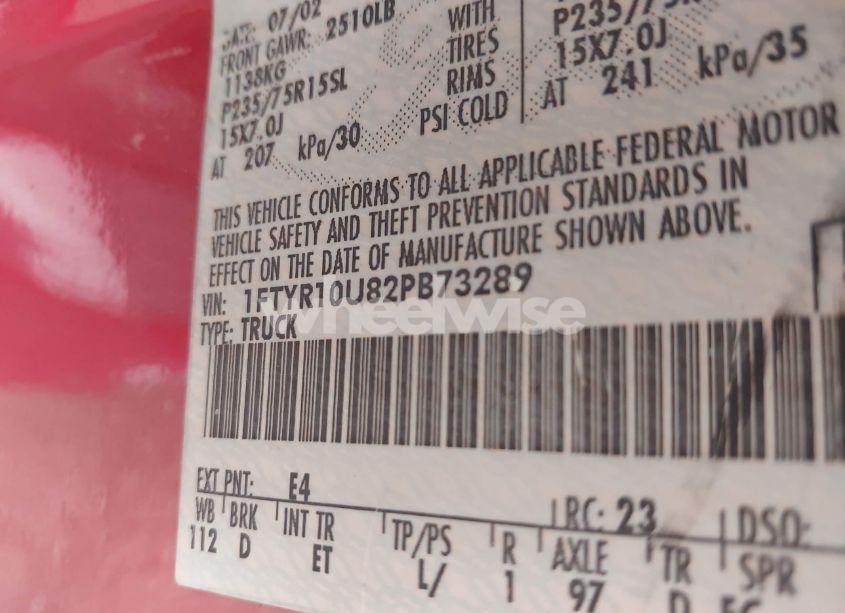 DATE: 07/02
FRONT GAWR: 2510LB
1138KG WITH
P235/75R15SL TIRES P235/75R
15X7.0J RIMS 15X7.0J
AT 207 kPa/30 PSI COLD AT 241 kPa/35
THIS VEHICLE CONFORMS TO ALL APPLICABLE FEDERAL MOTOR
VEHICLE SAFETY AND THEFT PREVENTION STANDARDS IN
EFFECT ON THE DATE OF MANUFACTURE SHOWN ABOVE.
VIN: 1FTYR10U82PB73289
TYPE: TRUCK
wheelwise
EXT PNT: E4 RC: 23 DSO:
WB BRK INT TR TP/PS R AXLE TR SPR
112 D ET L/ 1 97 D